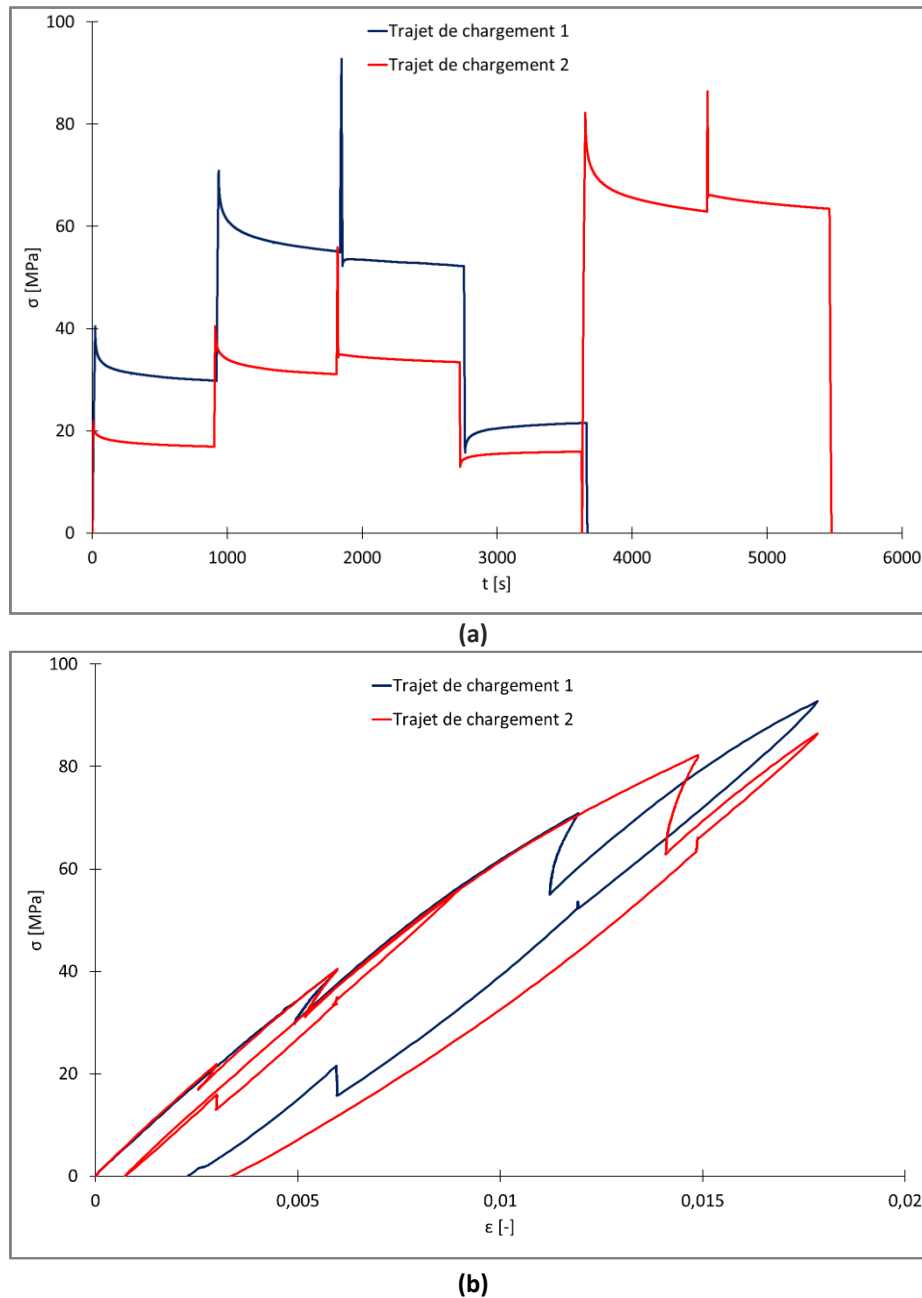 100
80
60
40
20
0
σ [MPa]
Trajet de chargement 1
Trajet de chargement 2
0
1000
2000
3000
4000
5000
6000
t [s]
(a)
100
80
60
40
20
0
σ [MPa]
Trajet de chargement 1
Trajet de chargement 2
0
0,005
0,01
0,015
0,02
ε [-]
(b)